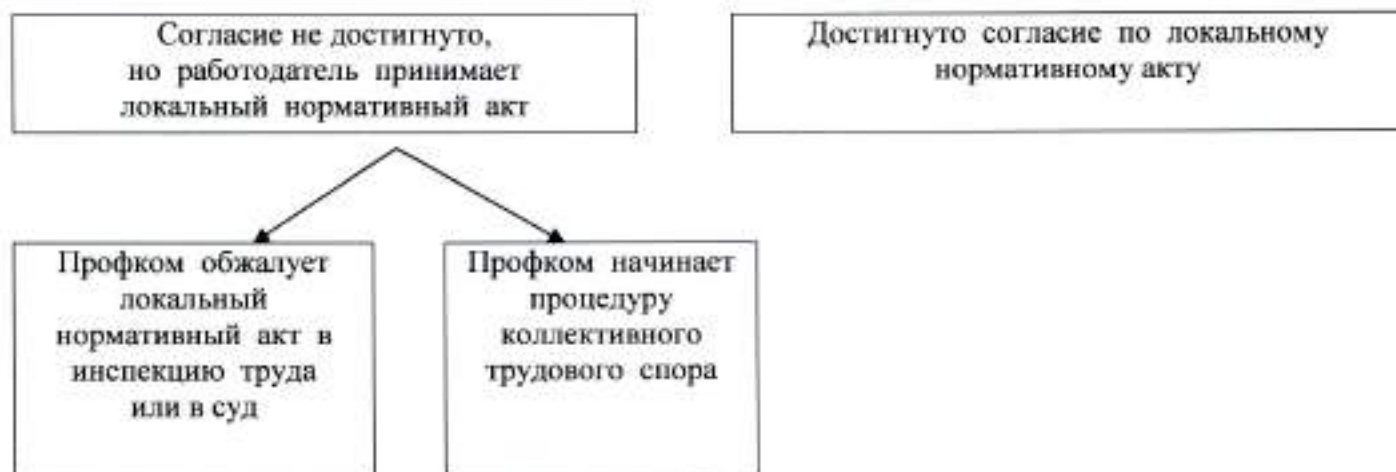 Согласие не достигнуто,
но работодатель принимает
локальный нормативный акт
Достигнуто согласие по локальному
нормативному акту
Профком обжалует
локальный
нормативный акт в
инспекцию труда
или в суд
Профком начинает
процедуру
коллективного
трудового спора